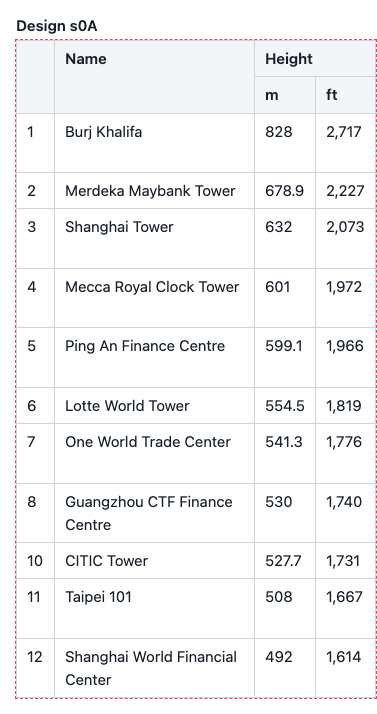 Design s0A
Name Height
m ft
1 Burj Khalifa 828 2,717
2 Merdeka Maybank Tower 678.9 2,227
3 Shanghai Tower 632 2,073
4 Mecca Royal Clock Tower 601 1,972
5 Ping An Finance Centre 599.1 1,966
6 Lotte World Tower 554.5 1,819
7 One World Trade Center 541.3 1,776
8 Guangzhou CTF Finance 530 1,740
Centre
10 CITIC Tower 527.7 1,731
11 Taipei 101 508 1,667
12 Shanghai World Financial 492 1,614
Center